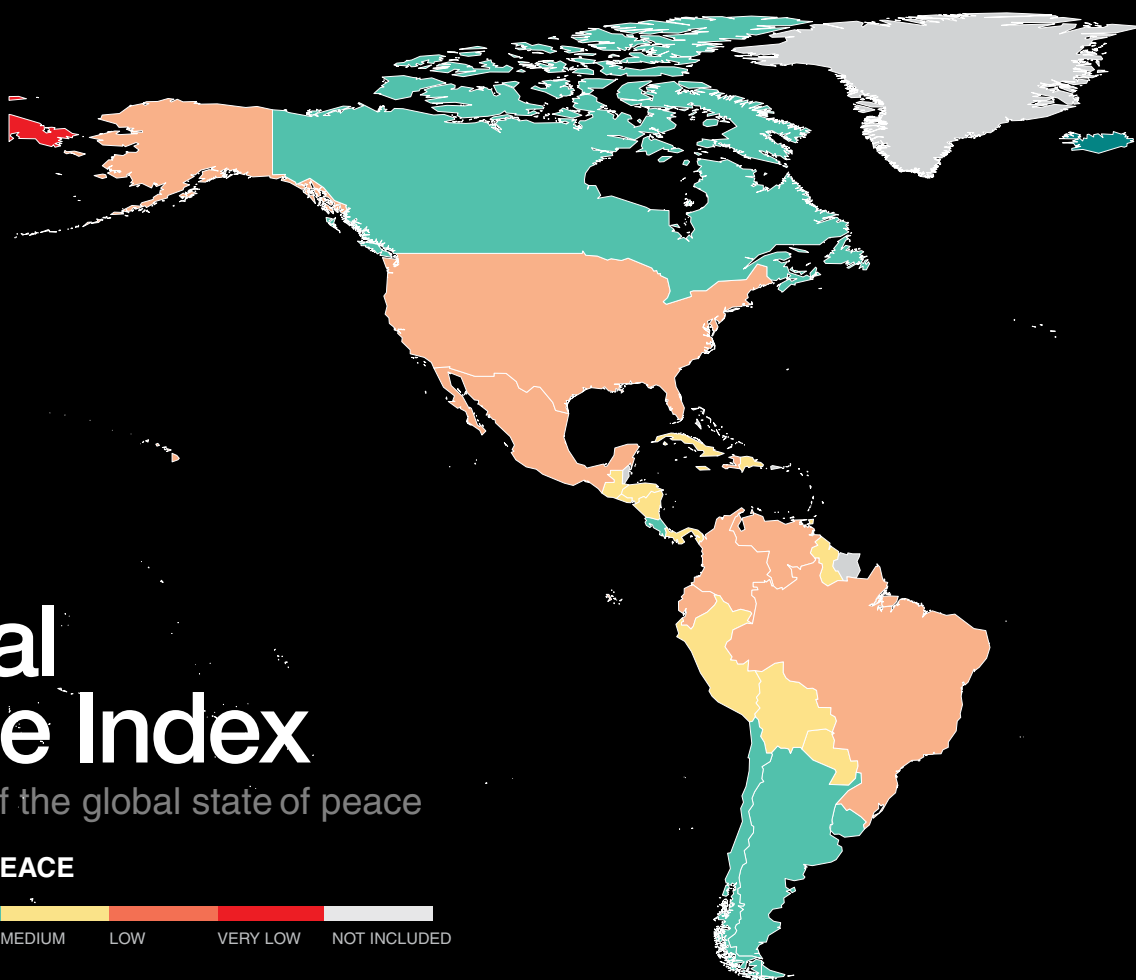 al
e Index
f the global state of peace
EACE
MEDIUM LOW VERY LOW NOT INCLUDED